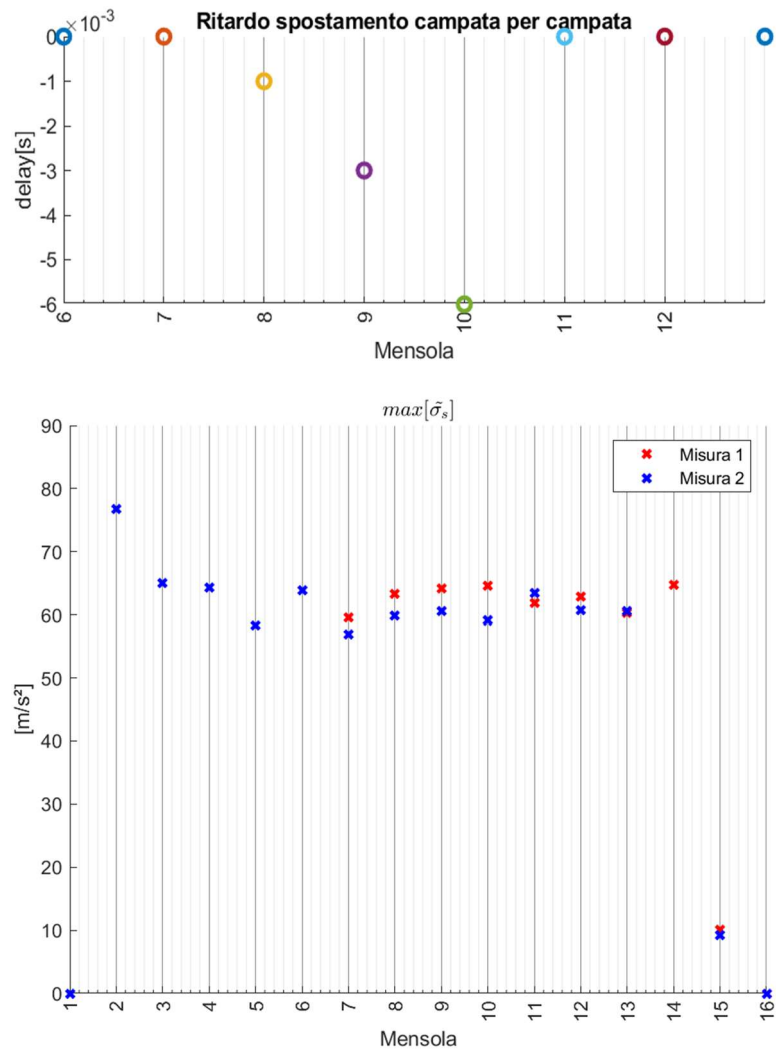 ×10⁻³
Ritardo spostamento campata per campata
0
-1
-2
-3
-4
-5
-6
delay[s]
6 7 8 9 10 11 12
Mensola
max[σ̃ₛ]
90
80
70
60
50
40
30
20
10
0
[m/s²]
Misura 1
Misura 2
1 2 3 4 5 6 7 8 9 10 11 12 13 14 15 16
Mensola